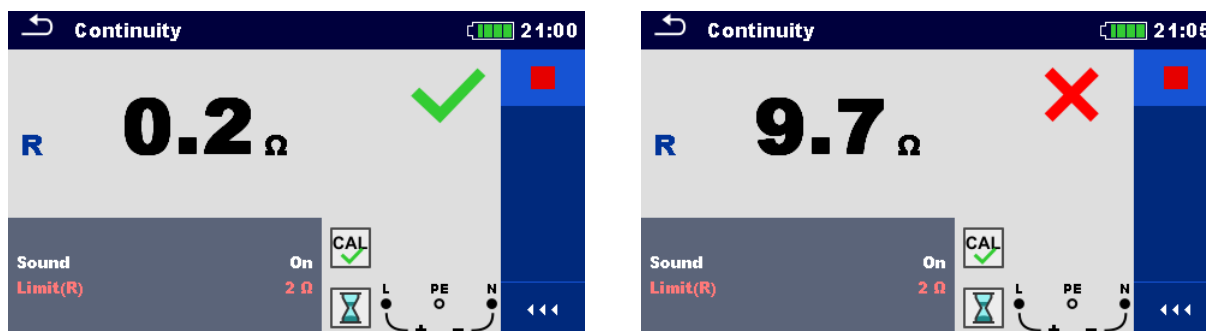 Continuity 21:00
R 0.2 Ω
CAL
Sound On
Limit(R) 2 Ω
L PE N
+ -
Continuity 21:05
R 9.7 Ω
CAL
Sound On
Limit(R) 2 Ω
L PE N
+ -